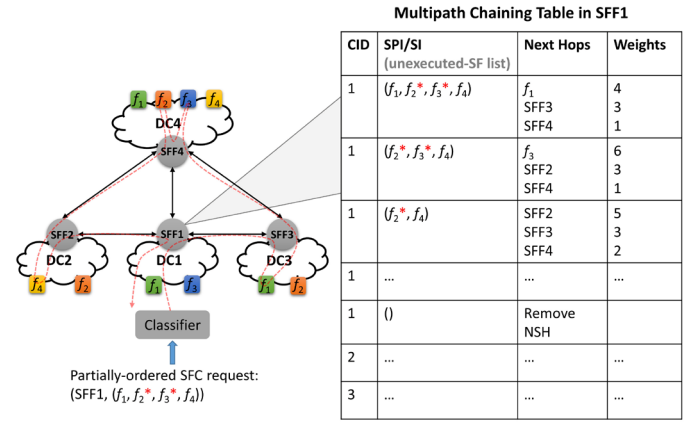 Multipath Chaining Table in SFF1
CID SPI/SI (unexecuted-SF list) Next Hops Weights
1 (f₁, f₂*, f₃*, f₄) f₁ 4
SFF3 3
SFF4 1
1 (f₂*, f₃*, f₄) f₃ 6
SFF2 3
SFF4 1
1 (f₂*, f₄) SFF2 5
SFF3 3
SFF4 2
1 ... ... ...
1 () Remove
NSH
2 ... ... ...
3 ... ... ...
f₁ f₂ f₃ f₄
DC4
SFF4
SFF2 SFF1 SFF3
DC2 DC1 DC3
f₄ f₂ f₁ f₃ f₁ f₂
Classifier
Partially-ordered SFC request:
(SFF1, (f₁, f₂*, f₃*, f₄))